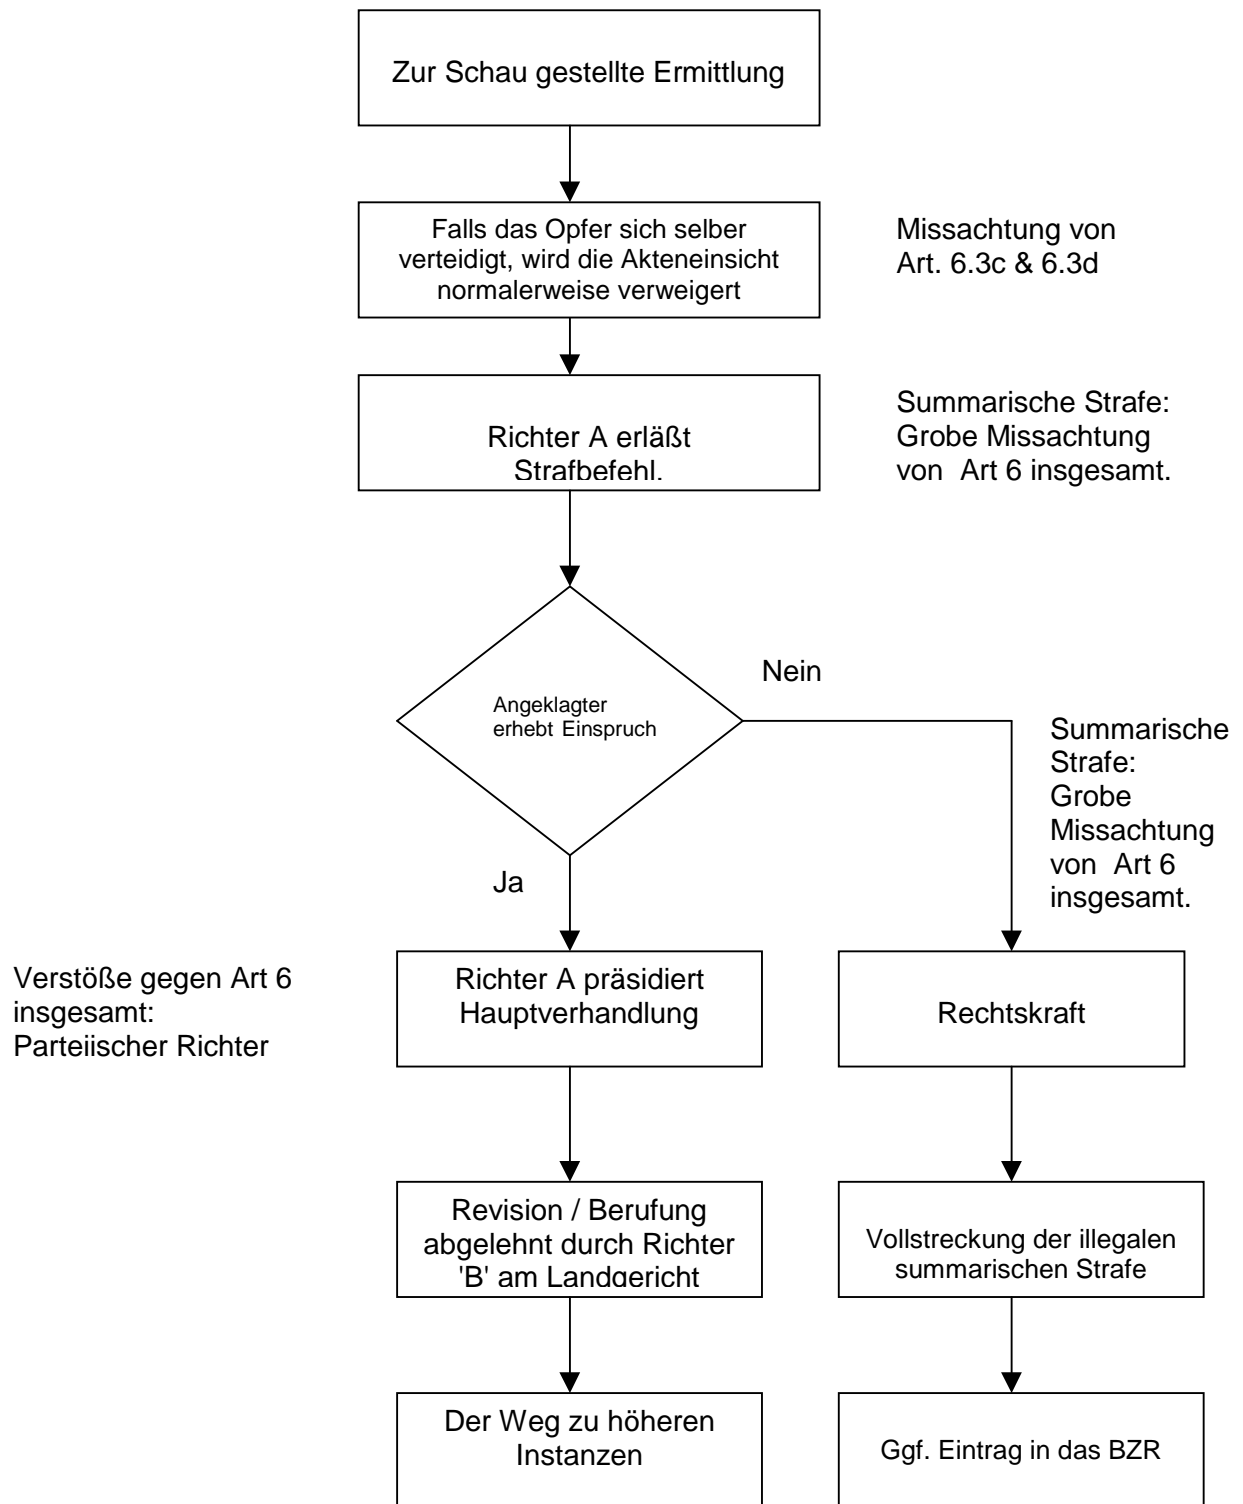 Zur Schau gestellte Ermittlung
Falls das Opfer sich selber
verteidigt, wird die Akteneinsicht
normalerweise verweigert
Missachtung von
Art. 6.3c & 6.3d
Richter A erläßt
Strafbefehl.
Summarische Strafe:
Grobe Missachtung
von Art 6 insgesamt.
Angeklagter
erhebt Einspruch
Nein
Summarische
Strafe:
Grobe
Missachtung
von Art 6
insgesamt.
Ja
Verstöße gegen Art 6
insgesamt:
Parteiischer Richter
Richter A präsidiert
Hauptverhandlung
Rechtskraft
Revision / Berufung
abgelehnt durch Richter
'B' am Landgericht
Vollstreckung der illegalen
summarischen Strafe
Der Weg zu höheren
Instanzen
Ggf. Eintrag in das BZR